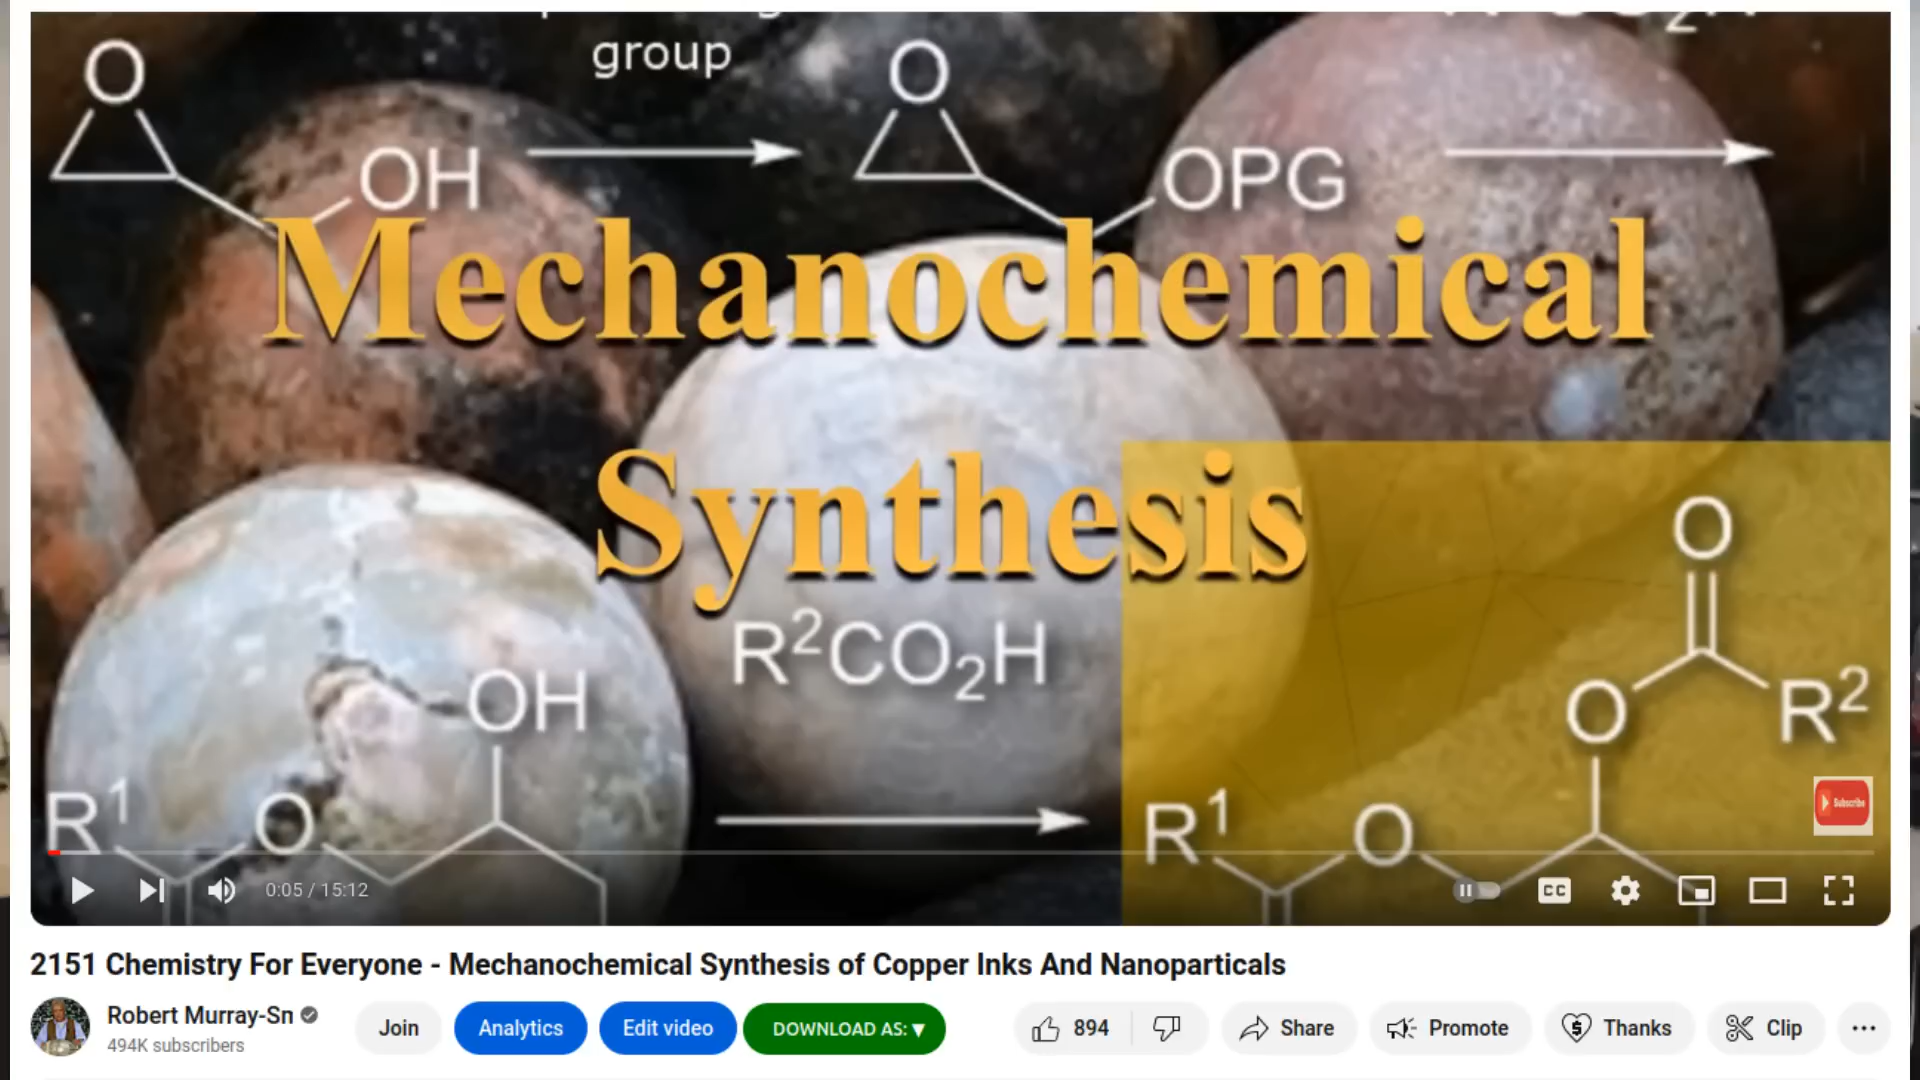 group
O
OH
O
OPG
Mechanochemical
Synthesis
R²CO₂H
O
O
R²
OH
R¹
O
R¹
O
Subscribe
0:05 / 15:12
CC
2151 Chemistry For Everyone - Mechanochemical Synthesis of Copper Inks And Nanoparticals
Robert Murray-Sn
494K subscribers
Join
Analytics
Edit video
DOWNLOAD AS: ▼
894
Share
Promote
Thanks
Clip